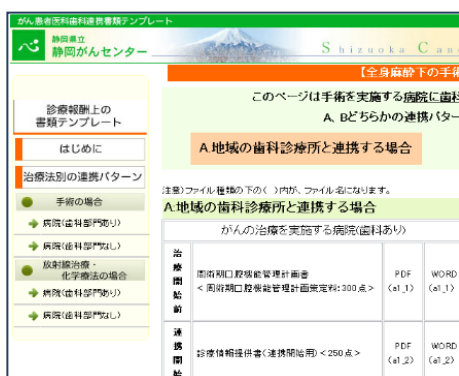 がん患者医科歯科連携書類テンプレート
静岡県立
静岡がんセンター
Shizuoka Can
【全身麻酔下の手術
診療報酬上の
書類テンプレート
はじめに
治療法別の連携パターン
手術の場合
病院(歯科部門あり)
病院(歯科部門なし)
放射線治療・
化学療法の場合
病院(歯科部門あり)
病院(歯科部門なし)
このページは手術を実施する病院に歯科
A、Bどちらかの連携パター
A.地域の歯科診療所と連携する場合
注意)ファイル種類の下の( )内が、ファイル名になります。
A:地域の歯科診療所と連携する場合
がんの治療を実施する病院(歯科あり)
治療開始前
周術期口腔機能管理計画書
<周術期口腔機能管理計画策定料:300点>
PDF
(a1_1)
WORD
(a1_1)
連携開始
診療情報提供書(連携開始用)<250点>
PDF
(a1_2)
WORD
(a1_2)